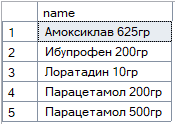 name
1 Амоксиклав 625гр
2 Ибупрофен 200гр
3 Лоратадин 10гр
4 Парацетамол 200гр
5 Парацетамол 500гр